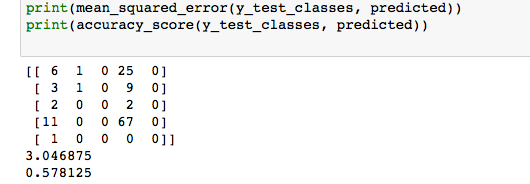 print(mean_squared_error(y_test_classes, predicted))
print(accuracy_score(y_test_classes, predicted))
[[ 6  1  0 25  0]
 [ 3  1  0  9  0]
 [ 2  0  0  2  0]
 [11  0  0 67  0]
 [ 1  0  0  0  0]]
3.046875
0.578125